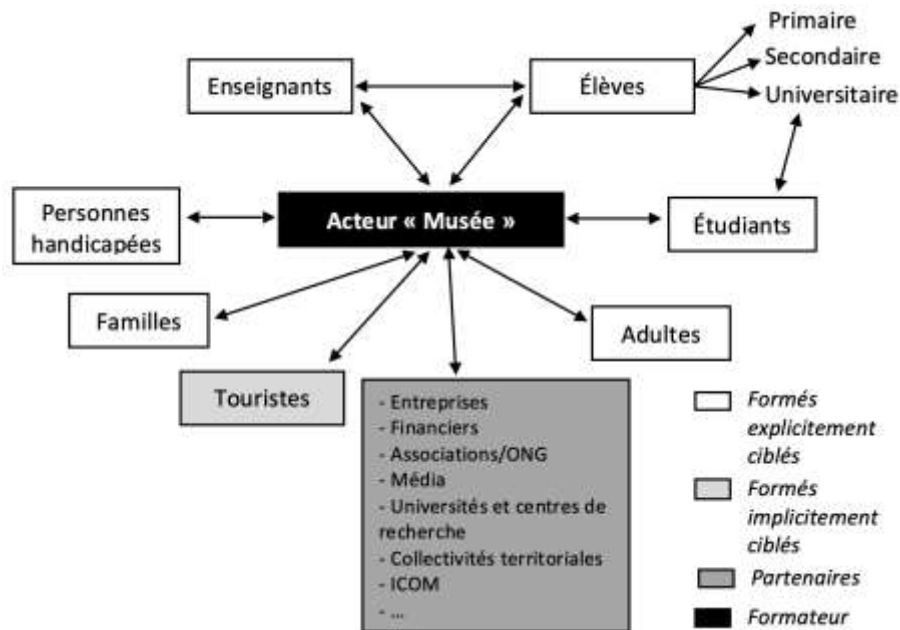 Primaire
Secondaire
Universitaire
Enseignants
Élèves
Personnes
handicapées
Acteur « Musée »
Étudiants
Familles
Adultes
Touristes
- Entreprises
- Financiers
- Associations/ONG
- Média
- Universités et centres de
recherche
- Collectivités territoriales
- ICOM
- ...
Formés
explicitement
ciblés
Formés
implicitement
ciblés
Partenaires
Formateur